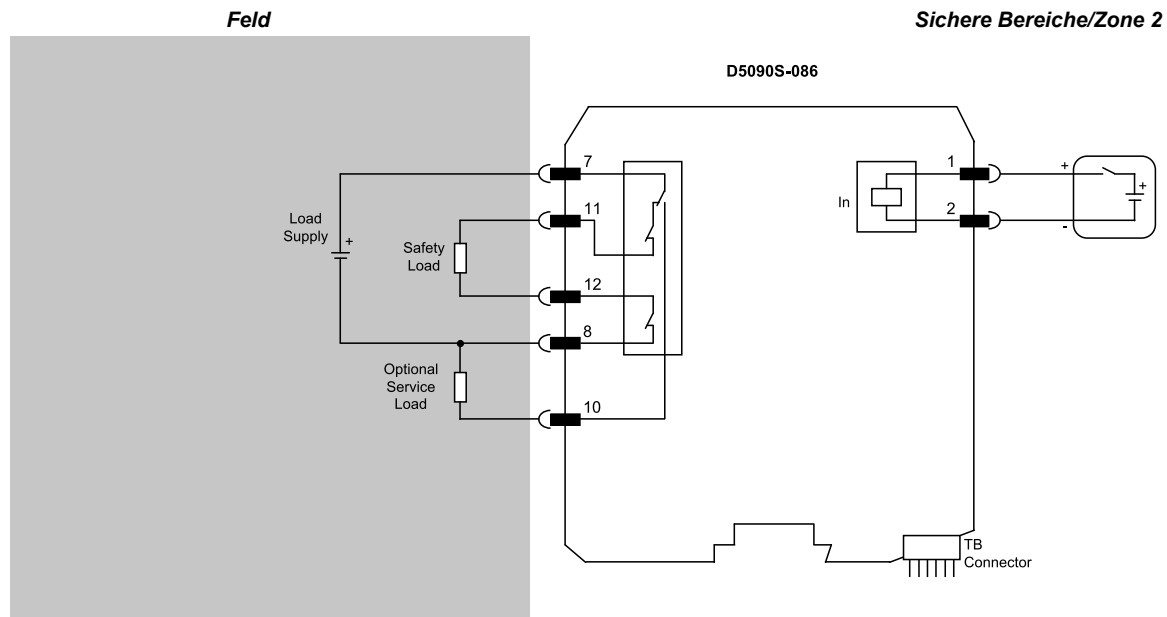 Feld
Sichere Bereiche/Zone 2
D5090S-086
7
11
12
8
10
Load
Supply
+
Safety
Load
Optional
Service
Load
In
1
2
+
-
+
TB
Connector